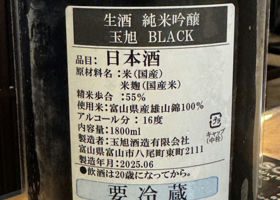 生酒 純米吟醸
玉旭 BLACK
品目：日本酒
原材料名：米（国産）
米麹（国産米）
精米歩合：55%
使用米：富山県産雄山錦100%
アルコール分：16度
内容量：1800ml
製造者：玉旭酒造有限会社
富山県富山市八尾町東町2111
製造年月：2025.06
●飲酒は20歳になってから。
要冷蔵
キャップ
（中栓）